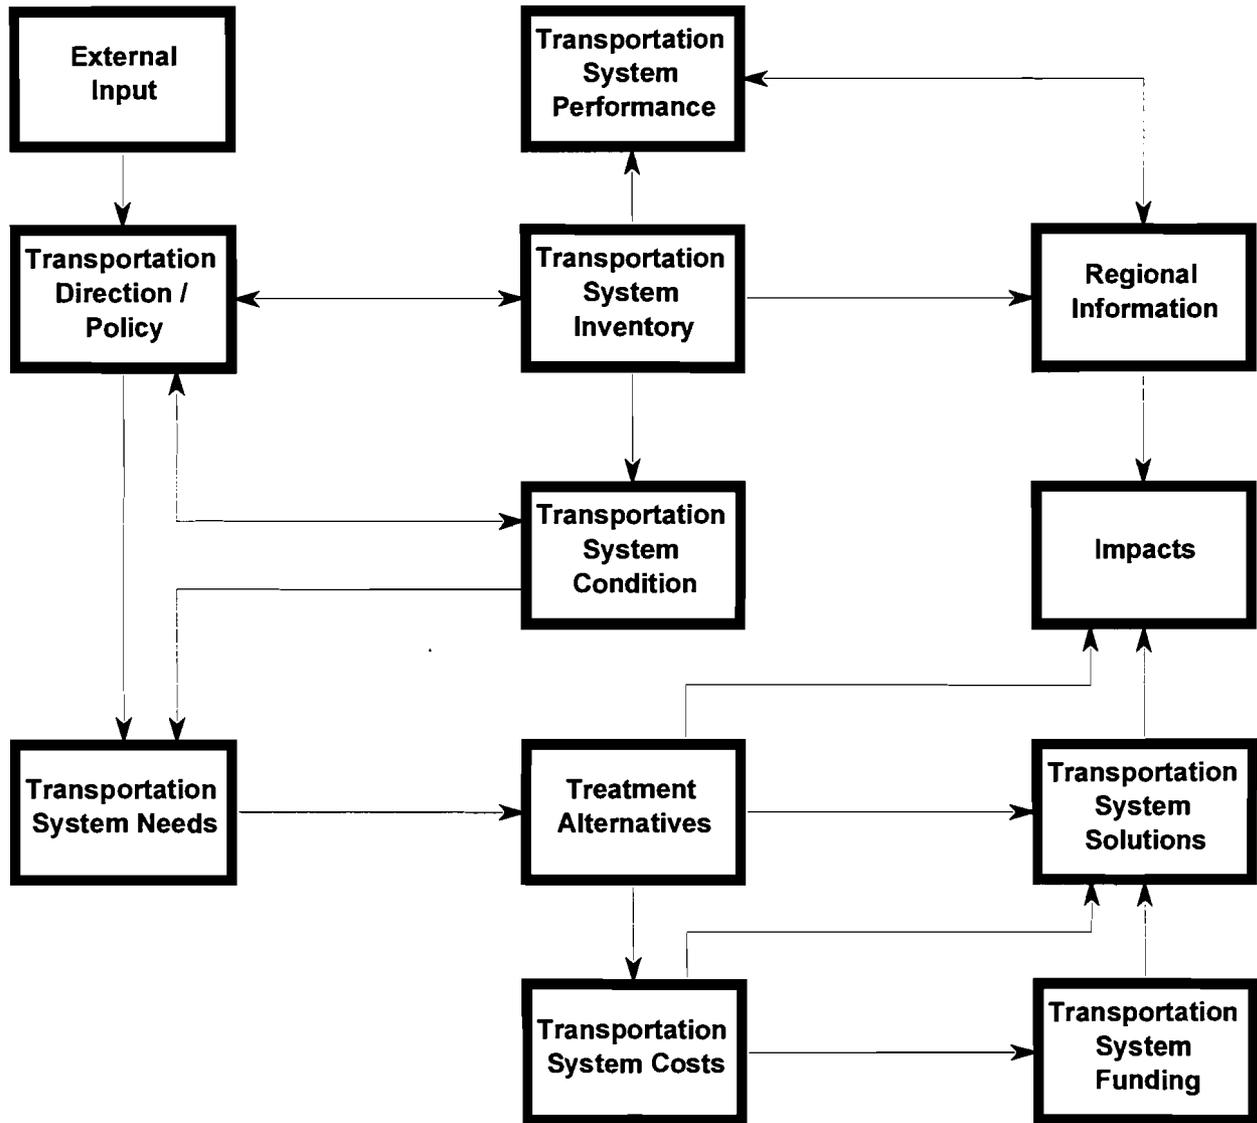 External
Input
Transportation
System
Performance
Transportation
Direction /
Policy
Transportation
System
Inventory
Regional
Information
Transportation
System
Condition
Impacts
Transportation
System Needs
Treatment
Alternatives
Transportation
System
Solutions
Transportation
System Costs
Transportation
System
Funding